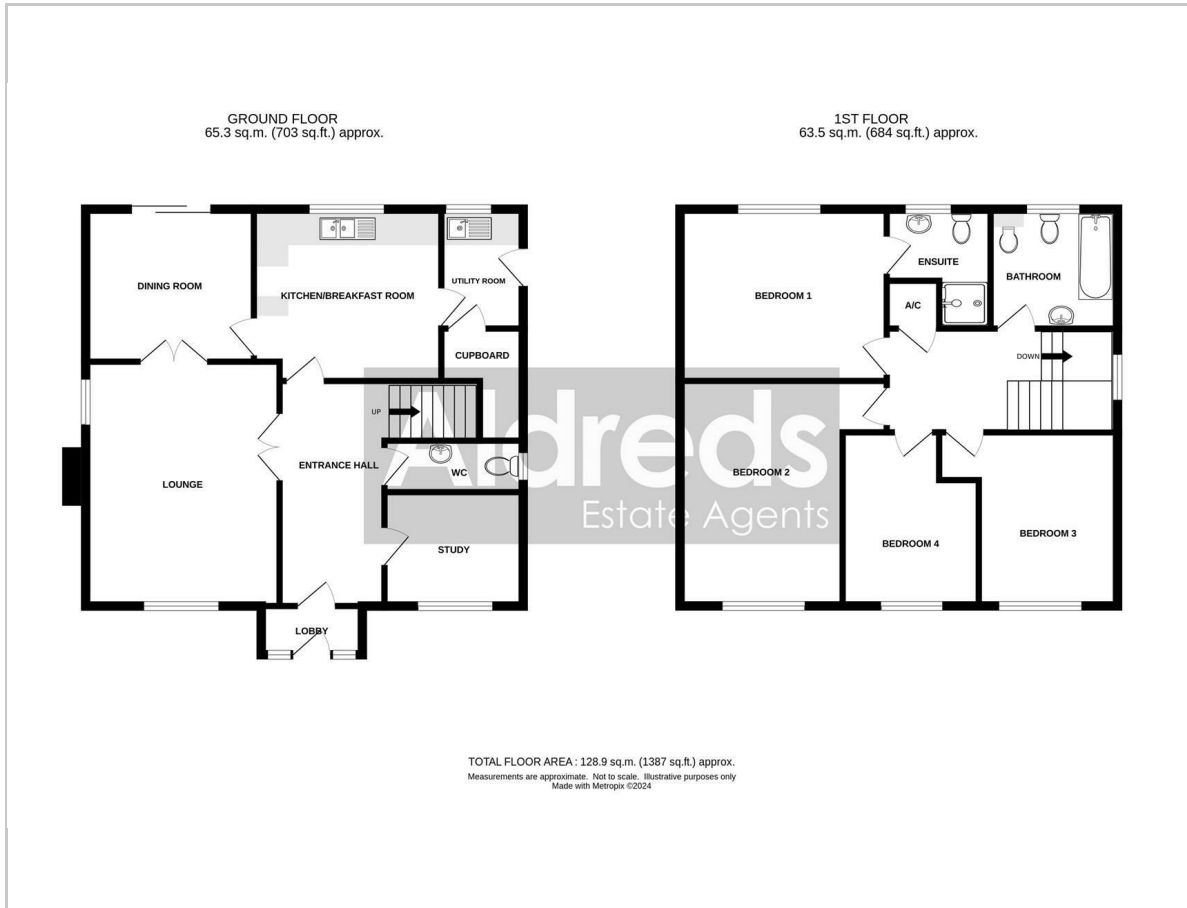 GROUND FLOOR
65.3 sq.m. (703 sq.ft.) approx.
DINING ROOM
KITCHEN/BREAKFAST ROOM
UTILITY ROOM
CUPBOARD
UP
ENTRANCE HALL
WC
LOUNGE
STUDY
LOBBY
1ST FLOOR
63.5 sq.m. (684 sq.ft.) approx.
BEDROOM 1
ENSUITE
BATHROOM
A/C
DOWN
BEDROOM 2
BEDROOM 4
BEDROOM 3
Aldreds
Estate Agents
TOTAL FLOOR AREA : 128.9 sq.m. (1387 sq.ft.) approx.
Measurements are approximate. Not to scale. Illustrative purposes only
Made with Metropix ©2024